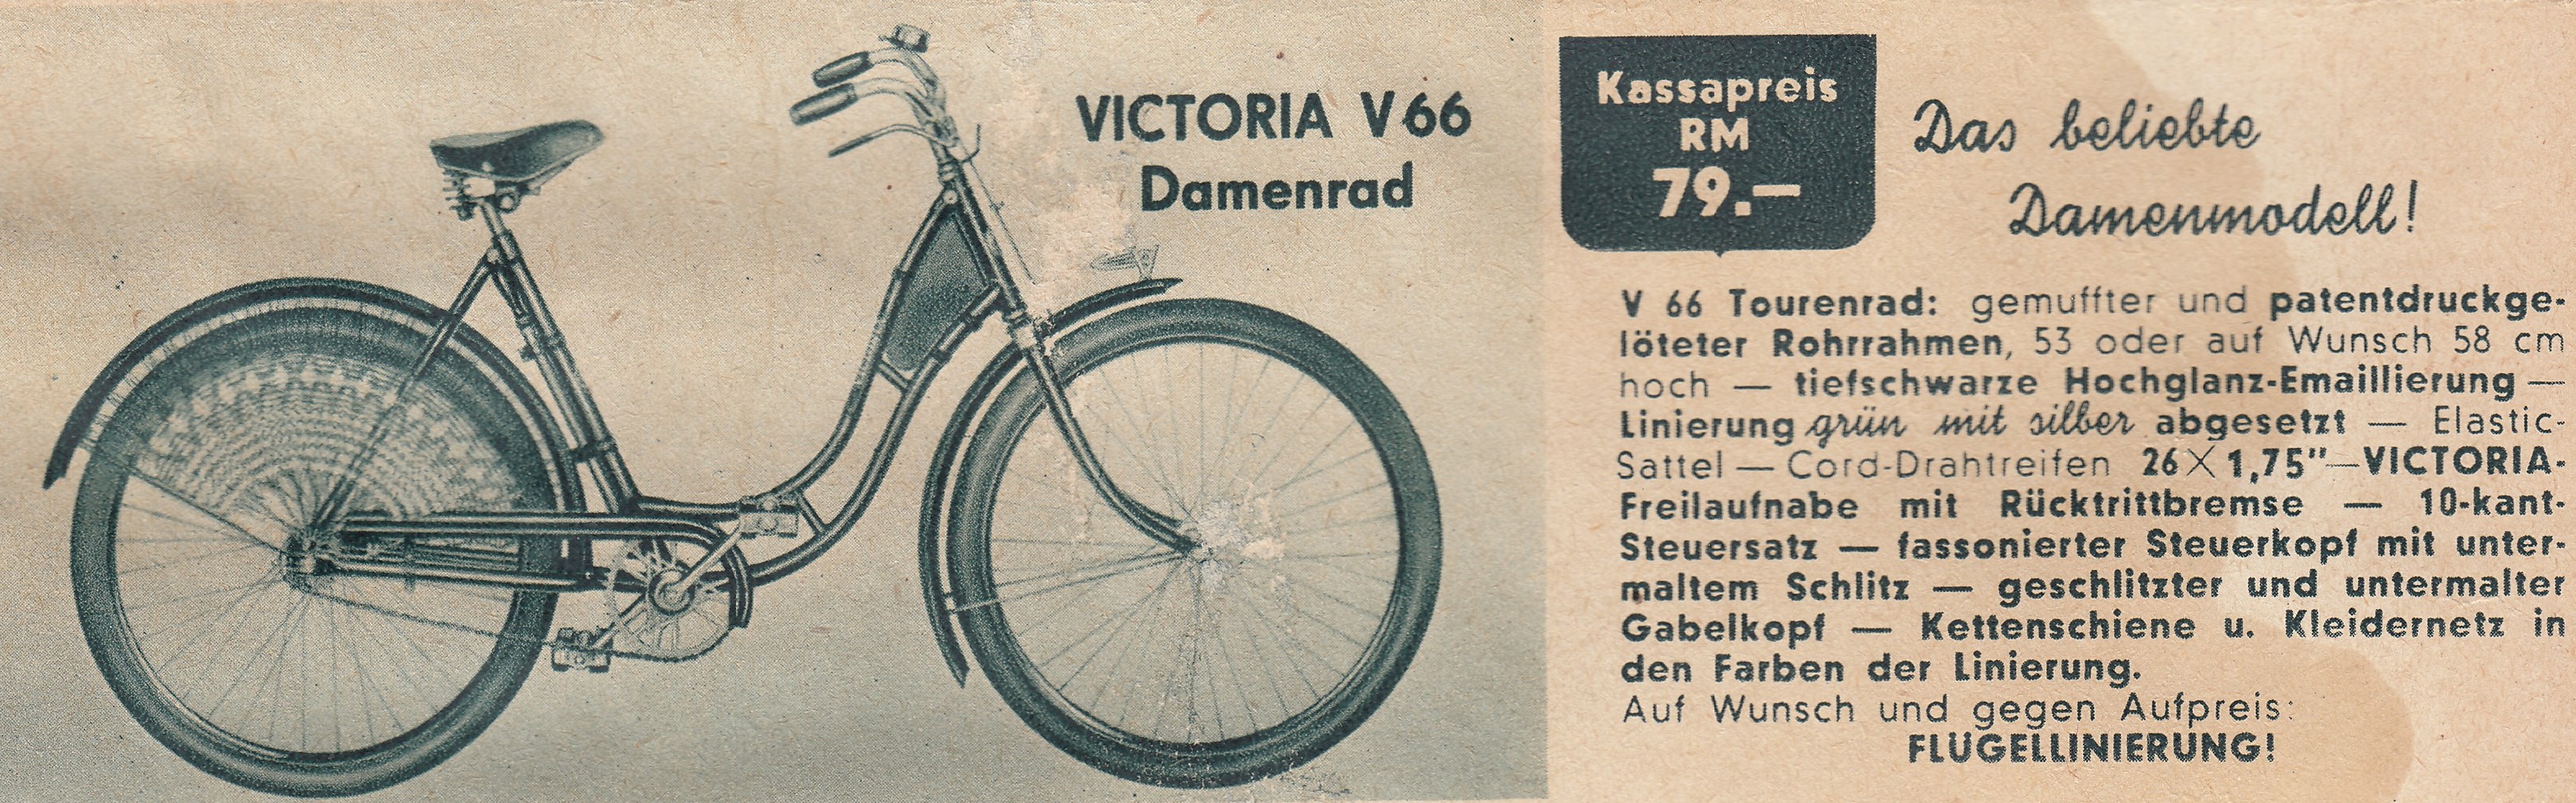 VICTORIA V 66
Damenrad
Kassapreis
RM
79.—
Das beliebte
Damenmodell!
V 66 Tourenrad: gemuffter und patentdruckge-
löteter Rohrrahmen, 53 oder auf Wunsch 58 cm
hoch — tiefschwarze Hochglanz-Emaillierung —
Linierung grün mit silber abgesetzt — Elastic-
Sattel — Cord-Drahtreifen 26×1,75"—VICTORIA-
Freilaufnabe mit Rücktrittbremse — 10-kant-
Steuersatz — fassonierter Steuerkopf mit unter-
maltem Schlitz — geschlitzter und untermalter
Gabelkopf — Kettenschiene u. Kleidernetz in
den Farben der Linierung.
Auf Wunsch und gegen Aufpreis:
FLÜGELLINIERUNG!